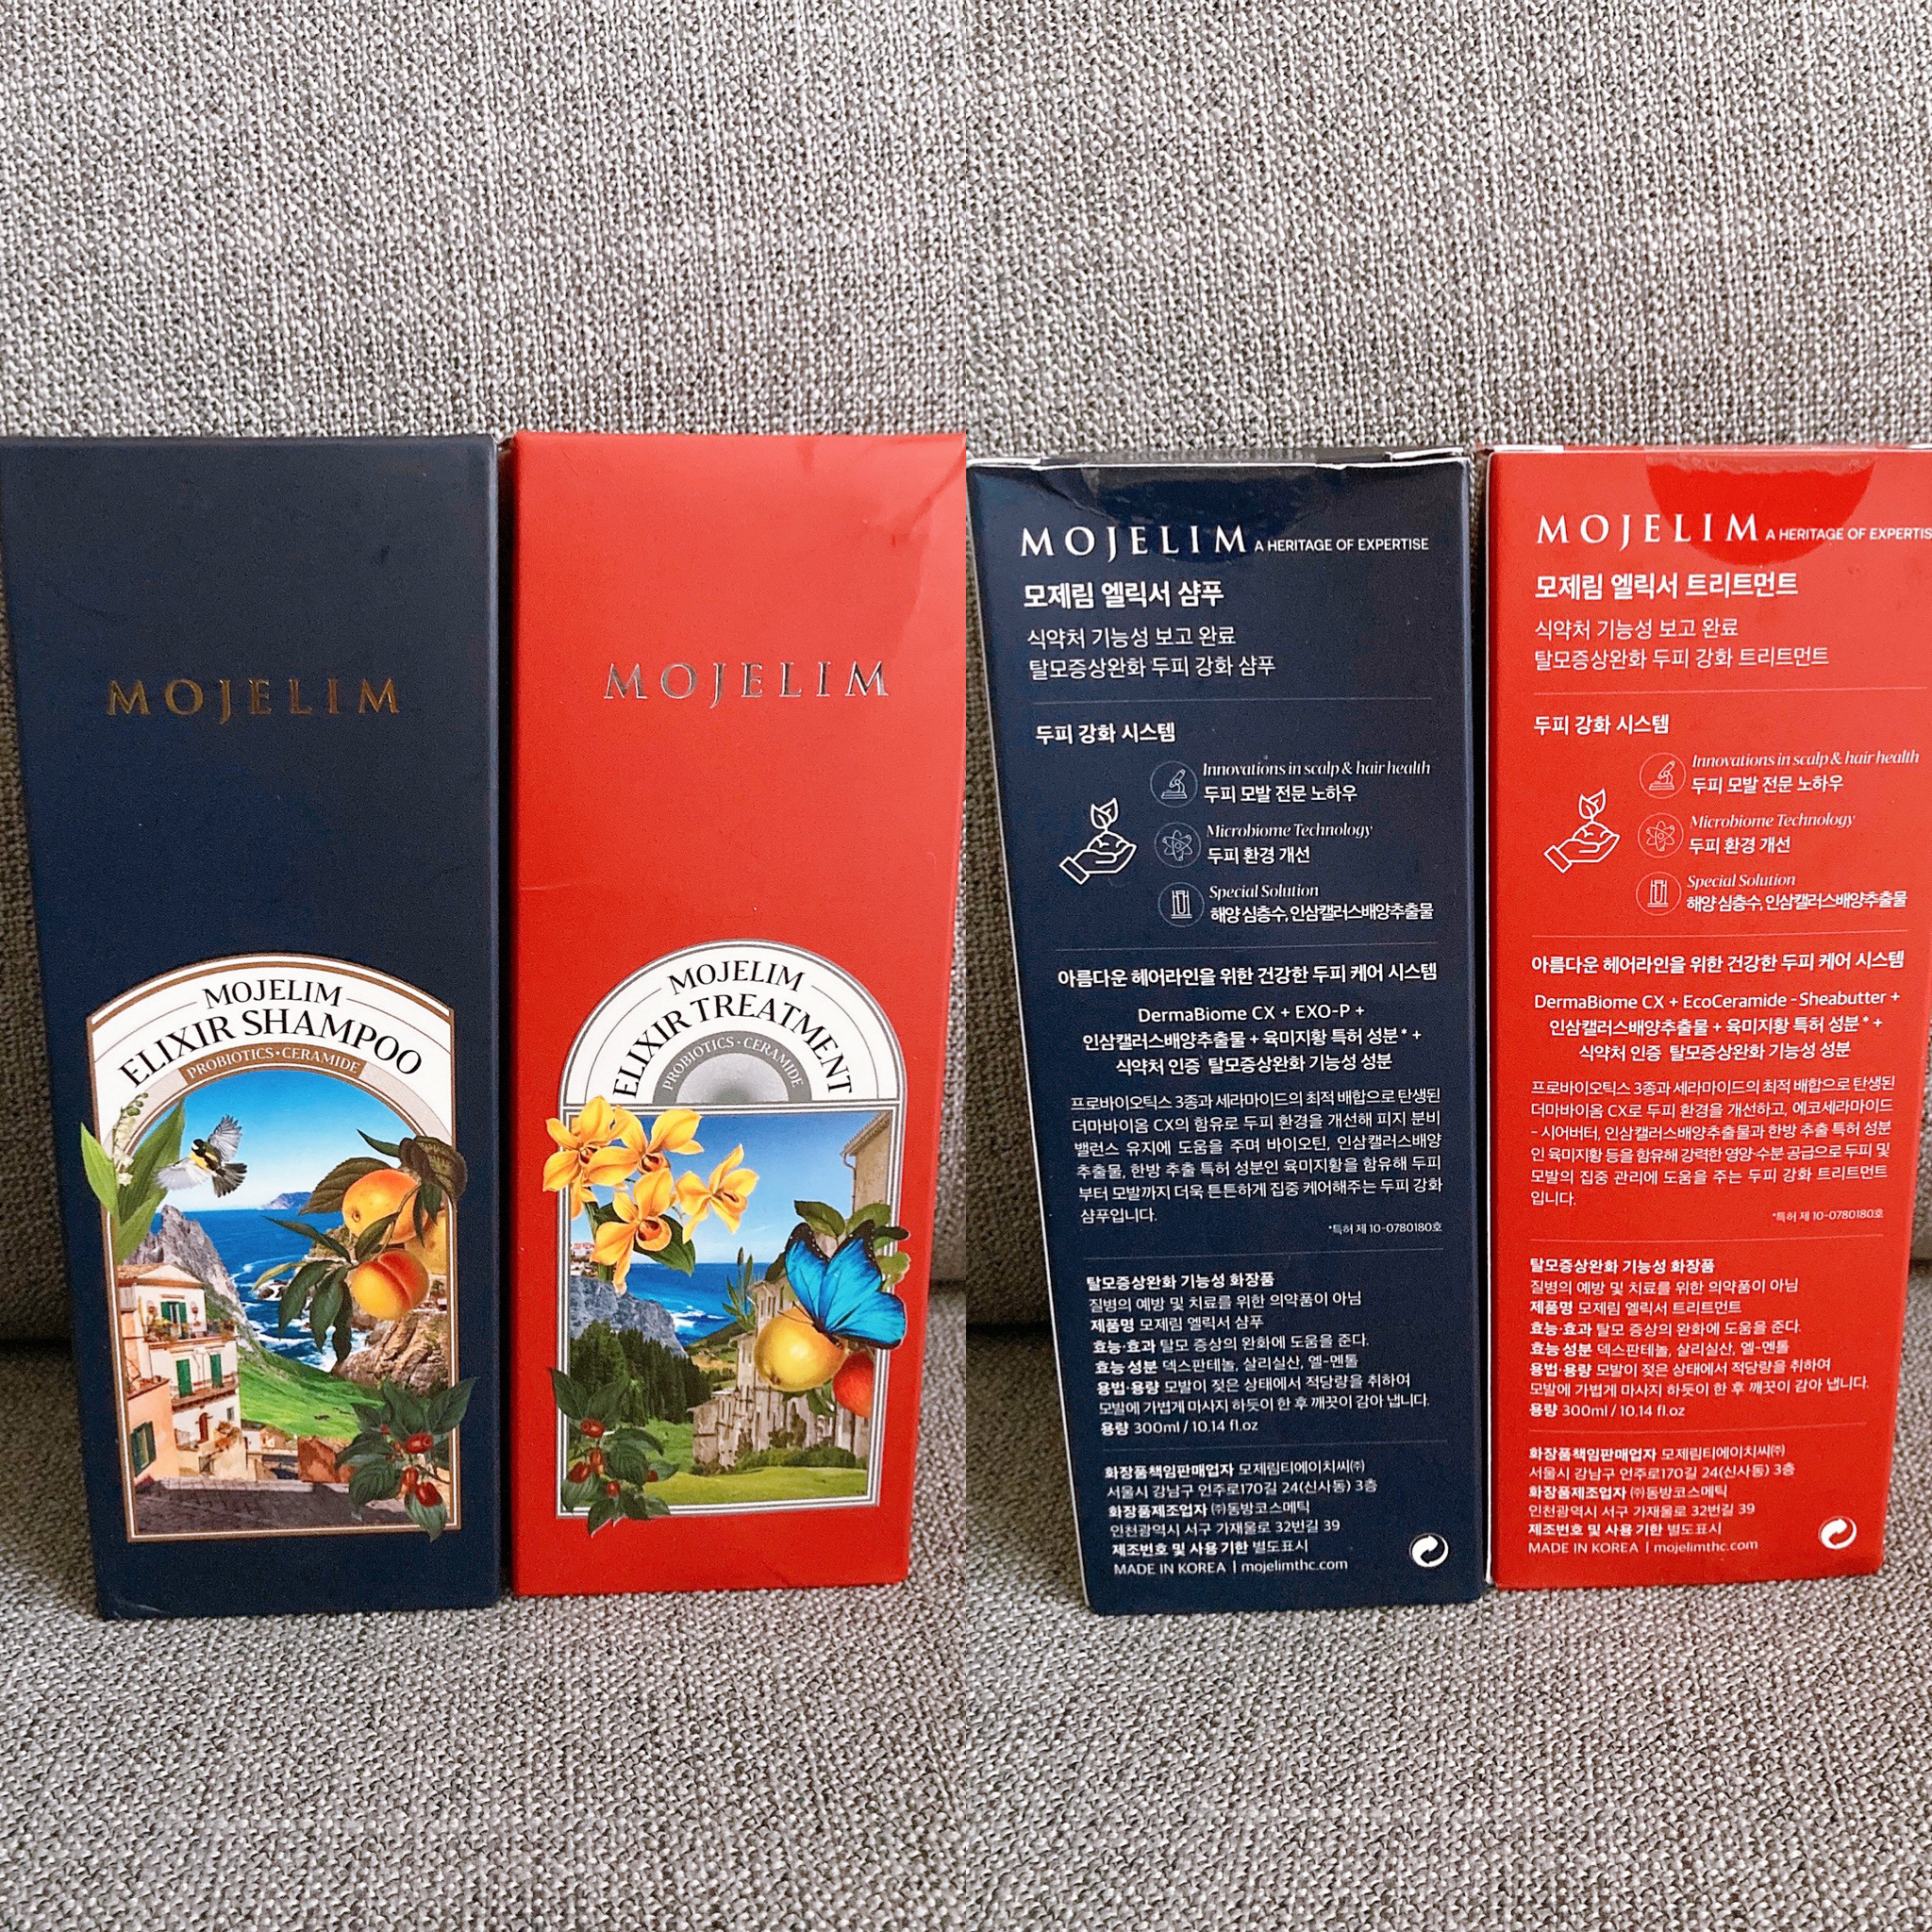 MOJELIM
MOJELIM
ELIXIR SHAMPOO
PROBIOTICS · CERAMIDE
MOJELIM
MOJELIM
ELIXIR TREATMENT
PROBIOTICS · CERAMIDE
MOJELIM A HERITAGE OF EXPERTISE
모제림 엘릭서 샴푸
식약처 기능성 보고 완료
탈모증상완화 두피 강화 샴푸
두피 강화 시스템
Innovations in scalp & hair health
두피 모발 전문 노하우
Microbiome Technology
두피 환경 개선
Special Solution
해양 심층수, 인삼캘러스배양추출물
아름다운 헤어라인을 위한 건강한 두피 케어 시스템
DermaBiome CX + EXO-P +
인삼캘러스배양추출물 + 육미지황 특허 성분* +
식약처 인증 탈모증상완화 기능성 성분
프로바이오틱스 3종과 세라마이드의 최적 배합으로 탄생된
더마바이옴 CX의 함유로 두피 환경을 개선해 피지 분비
밸런스 유지에 도움을 주며 바이오틴, 인삼캘러스배양
추출물, 한방 추출 특허 성분인 육미지황을 함유해 두피
부터 모발까지 더욱 튼튼하게 집중 케어해주는 두피 강화
샴푸입니다.
*특허 제 10-0780180호
탈모증상완화 기능성 화장품
질병의 예방 및 치료를 위한 의약품이 아님
제품명 모제림 엘릭서 샴푸
효능·효과 탈모 증상의 완화에 도움을 준다.
효능 성분 덱스판테놀, 살리실산, 엘-멘톨
용법·용량 모발이 젖은 상태에서 적당량을 취하여
모발에 가볍게 마사지 하듯이 한 후 깨끗이 감아 냅니다.
용량 300ml / 10.14 fl.oz
화장품책임판매업자 모제림티에이치씨㈜
서울시 강남구 언주로170길 24(신사동) 3층
화장품제조업자 ㈜동방코스메틱
인천광역시 서구 가재울로 32번길 39
제조번호 및 사용 기한 별도표시
MADE IN KOREA | mojelimthc.com
MOJELIM A HERITAGE OF EXPERTIS
모제림 엘릭서 트리트먼트
식약처 기능성 보고 완료
탈모증상완화 두피 강화 트리트먼트
두피 강화 시스템
Innovations in scalp & hair health
두피 모발 전문 노하우
Microbiome Technology
두피 환경 개선
Special Solution
해양 심층수, 인삼캘러스배양추출물
아름다운 헤어라인을 위한 건강한 두피 케어 시스템
DermaBiome CX + EcoCeramide - Sheabutter +
인삼캘러스배양추출물 + 육미지황 특허 성분* +
식약처 인증 탈모증상완화 기능성 성분
프로바이오틱스 3종과 세라마이드의 최적 배합으로 탄생된
더마바이옴 CX로 두피 환경을 개선하고, 에코세라마이드
- 시어버터, 인삼캘러스배양추출물과 한방 추출 특허 성분
인 육미지황 등을 함유해 강력한 영양·수분 공급으로 두피 및
모발의 집중 관리에 도움을 주는 두피 강화 트리트먼트
입니다.
*특허 제 10-0780180호
탈모증상완화 기능성 화장품
질병의 예방 및 치료를 위한 의약품이 아님
제품명 모제림 엘릭서 트리트먼트
효능·효과 탈모 증상의 완화에 도움을 준다.
효능 성분 덱스판테놀, 살리실산, 엘-멘톨
용법·용량 모발이 젖은 상태에서 적당량을 취하여
모발에 가볍게 마사지 하듯이 한 후 깨끗이 감아 냅니다.
용량 300ml / 10.14 fl.oz
화장품책임판매업자 모제림티에이치씨㈜
서울시 강남구 언주로170길 24(신사동) 3층
화장품제조업자 ㈜동방코스메틱
인천광역시 서구 가재울로 32번길 39
제조번호 및 사용 기한 별도표시
MADE IN KOREA | mojelimthc.com